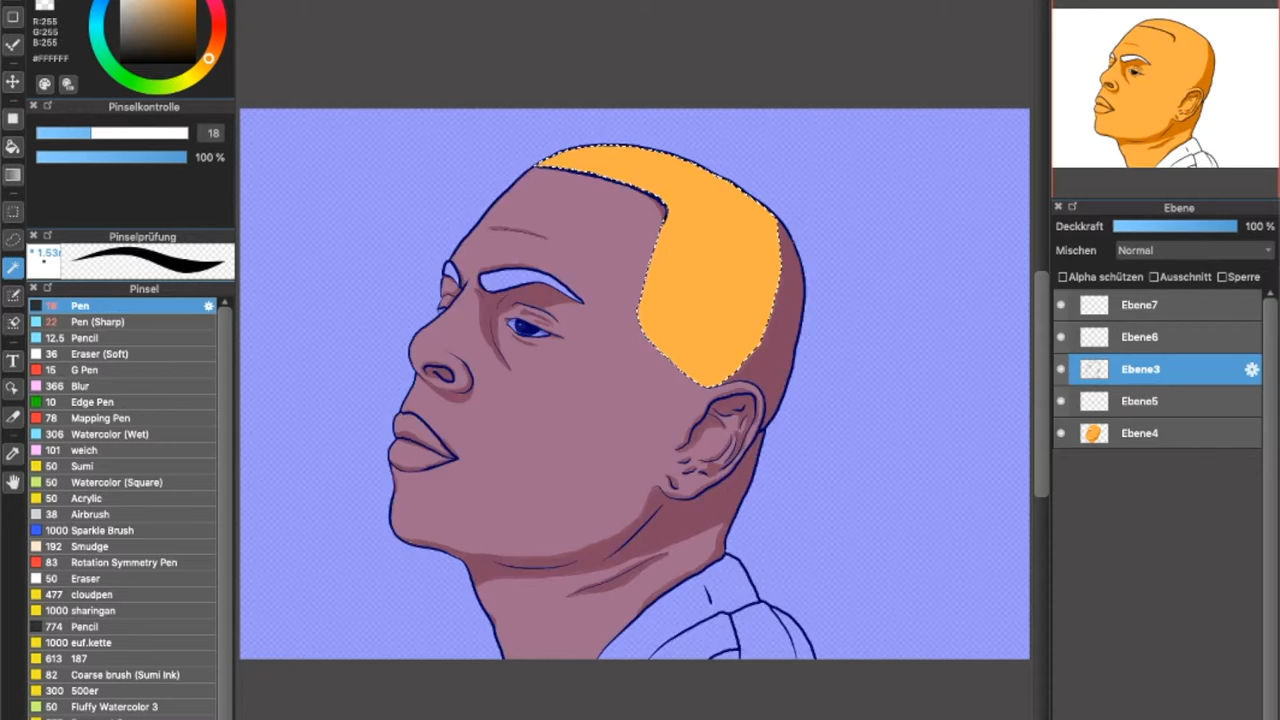 R:255
G:255
B:255
#FFFFFF
Pinselkontrolle
18
100 %
Pinselprüfung
Pinsel
18 Pen
22 Pen (Sharp)
12.5 Pencil
36 Eraser (Soft)
15 G Pen
366 Blur
10 Edge Pen
78 Mapping Pen
306 Watercolor (Wet)
101 weich
50 Sumi
50 Watercolor (Square)
50 Acrylic
38 Airbrush
1000 Sparkle Brush
192 Smudge
83 Rotation Symmetry Pen
50 Eraser
477 cloudpen
1000 sharingan
774 Pencil
1000 euf.kette
613 187
82 Coarse brush (Sumi Ink)
300 500er
50 Fluffy Watercolor 3
T
Ebene
Deckkraft 100 %
Mischen Normal
Alpha schützen Ausschnitt Sperre
Ebene7
Ebene6
Ebene3
Ebene5
Ebene4